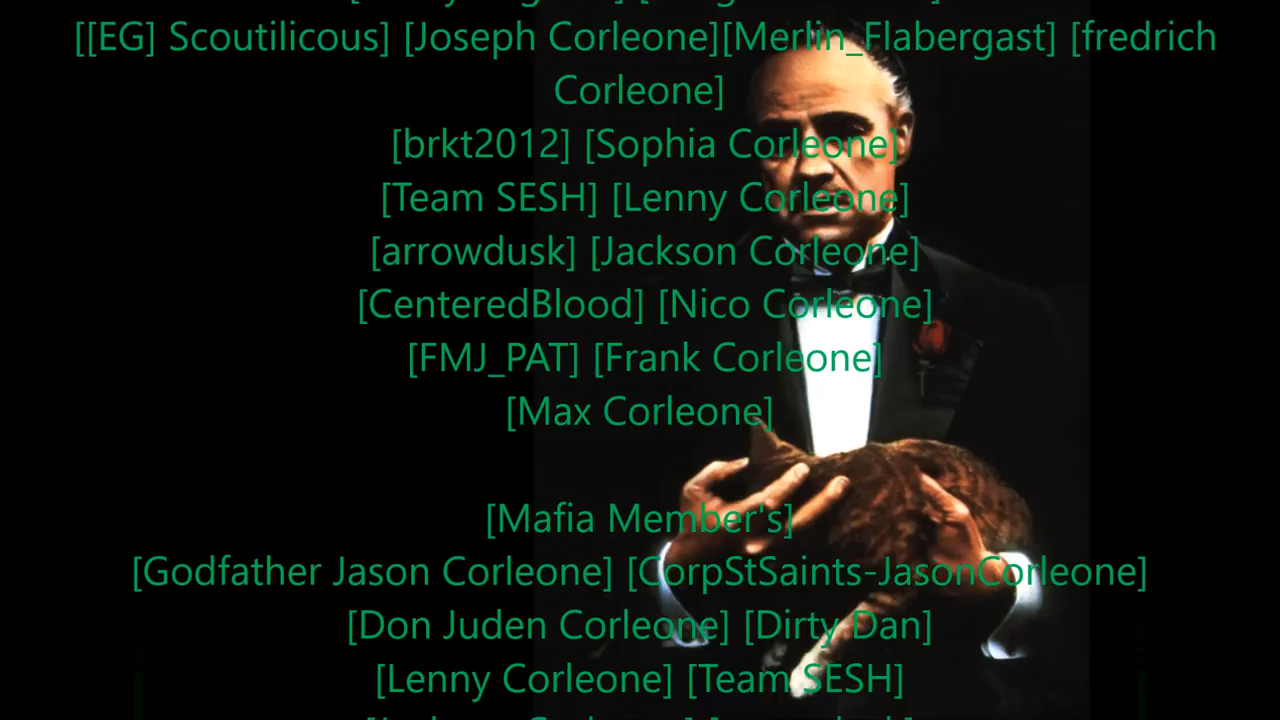 [[EG] Scoutilicous] [Joseph Corleone][Merlin_Flabergast] [fredrich
Corleone]
[brkt2012] [Sophia Corleone]
[Team SESH] [Lenny Corleone]
[arrowdusk] [Jackson Corleone]
[CenteredBlood] [Nico Corleone]
[FMJ_PAT] [Frank Corleone]
[Max Corleone]
[Mafia Member's]
[Godfather Jason Corleone] [CorpStSaints-JasonCorleone]
[Don Juden Corleone] [Dirty Dan]
[Lenny Corleone] [Team SESH]